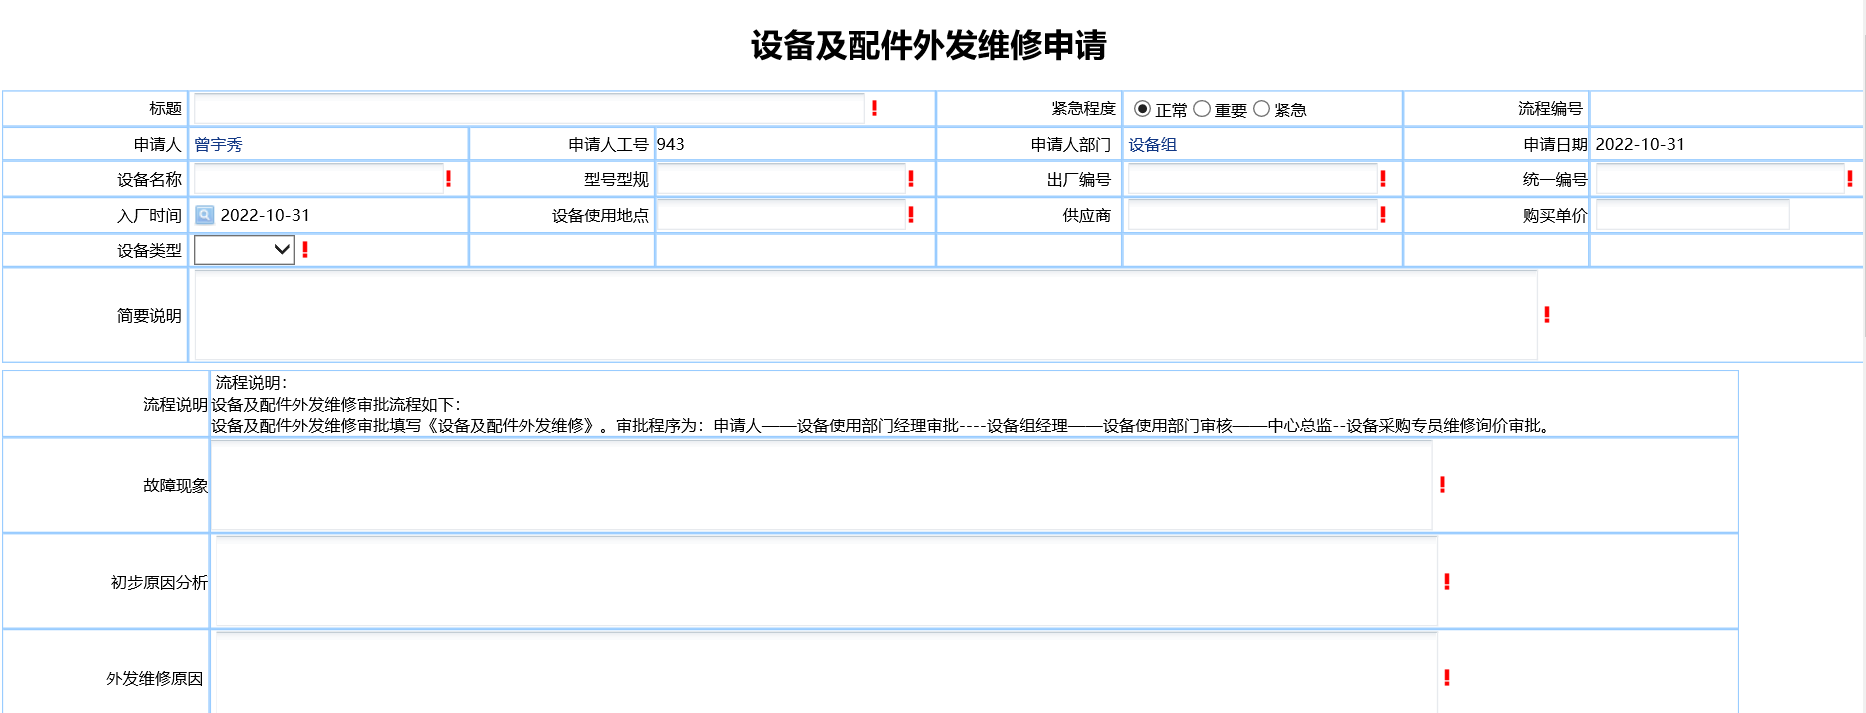 设备及配件外发维修申请
标题 ! 紧急程度 正常 重要 紧急 流程编号
申请人 曾宇秀 申请人工号 943 申请人部门 设备组 申请日期 2022-10-31
设备名称 ! 型号型规 ! 出厂编号 ! 统一编号 !
入厂时间 2022-10-31 设备使用地点 ! 供应商 ! 购买单价
设备类型 !
简要说明 !
流程说明：
流程说明 设备及配件外发维修审批流程如下：
设备及配件外发维修审批填写《设备及配件外发维修》。审批程序为：申请人——设备使用部门经理审批----设备组经理——设备使用部门审核——中心总监--设备采购专员维修询价审批。
故障现象 !
初步原因分析 !
外发维修原因 !